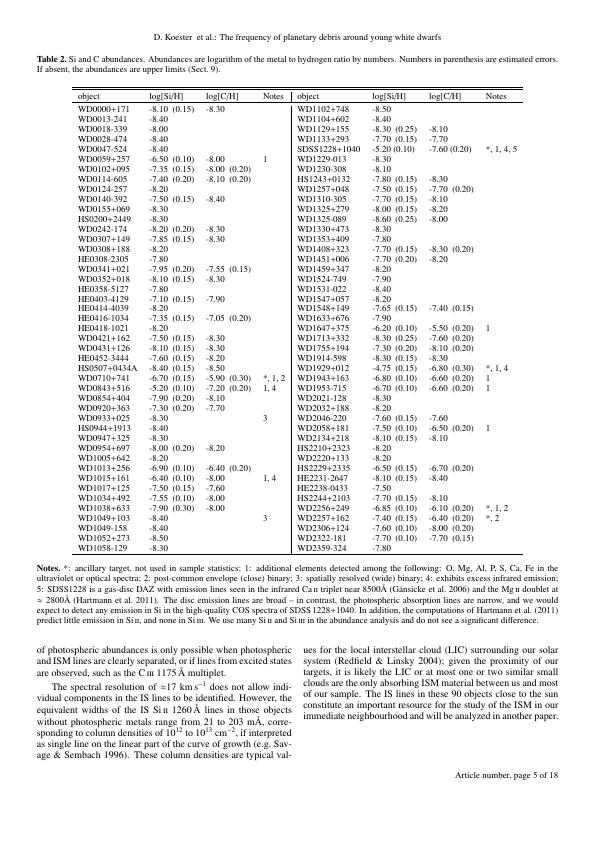 D. Koester et al.: The frequency of planetary debris around young white dwarfs
Table 2. Si and C abundances. Abundances are logarithm of the metal to hydrogen ratio by numbers. Numbers in parenthesis are estimated errors.
If absent, the abundances are upper limits (Sect. 9).
object log[Si/H] log[C/H] Notes object log[Si/H] log[C/H] Notes
WD0000+171 -8.10 (0.15) -8.30 WD1102+748 -8.50
WD0013-241 -8.40 WD1104+602 -8.40
WD0018-339 -8.00 WD1129+155 -8.30 (0.25) -8.10
WD0028-474 -8.40 WD1133+293 -7.70 (0.15) -7.70
WD0047-524 -8.40 SDSS1228+1040 -5.20 (0.10) -7.60 (0.20) *, 1, 4, 5
WD0059+257 -6.50 (0.10) -8.00 1 WD1229-013 -8.30
WD0102+095 -7.35 (0.15) -8.00 (0.20) WD1230-308 -8.10
WD0114-605 -7.40 (0.20) -8.10 (0.20) HS1243+0132 -7.80 (0.15) -8.30
WD0124-257 -8.20 WD1257+048 -7.50 (0.15) -7.70 (0.20)
WD0140-392 -7.50 (0.15) -8.40 WD1310-305 -7.70 (0.15) -8.10
WD0155+069 -8.30 WD1325+279 -8.00 (0.15) -8.20
HS0200+2449 -8.30 WD1325-089 -8.60 (0.25) -8.00
WD0242-174 -8.20 (0.20) -8.30 WD1330+473 -8.30
WD0307+149 -7.85 (0.15) -8.30 WD1353+409 -7.80
WD0308+188 -8.20 WD1408+323 -7.70 (0.15) -8.30 (0.20)
HE0308-2305 -7.80 WD1451+006 -7.70 (0.20) -8.20
WD0341+021 -7.95 (0.20) -7.55 (0.15) WD1459+347 -8.20
WD0352+018 -8.10 (0.15) -8.30 WD1524-749 -7.90
HE0358-5127 -7.80 WD1531-022 -8.40
HE0403-4129 -7.10 (0.15) -7.90 WD1547+057 -8.20
HE0414-4039 -8.20 WD1548+149 -7.65 (0.15) -7.40 (0.15)
HE0416-1034 -7.35 (0.15) -7.05 (0.20) WD1633+676 -7.90
HE0418-1021 -8.20 WD1647+375 -6.20 (0.10) -5.50 (0.20) 1
WD0421+162 -7.50 (0.15) -8.30 WD1713+332 -8.30 (0.25) -7.60 (0.20)
WD0431+126 -8.10 (0.15) -8.30 WD1755+194 -7.30 (0.20) -8.10 (0.20)
HE0452-3444 -7.60 (0.15) -8.20 WD1914-598 -8.30 (0.15) -8.30
HS0507+0434A -8.40 (0.15) -8.50 WD1929+012 -4.75 (0.15) -6.80 (0.30) *, 1, 4
WD0710+741 -6.70 (0.15) -5.90 (0.30) *, 1, 2 WD1943+163 -6.80 (0.10) -6.60 (0.20) 1
WD0843+516 -5.20 (0.10) -7.20 (0.20) 1, 4 WD1953-715 -6.70 (0.10) -6.60 (0.20) 1
WD0854+404 -7.90 (0.20) -8.10 WD2021-128 -8.30
WD0920+363 -7.30 (0.20) -7.70 WD2032+188 -8.20
WD0933+025 -8.30 3 WD2046-220 -7.60 (0.15) -7.60
HS0944+1913 -8.40 WD2058+181 -7.50 (0.10) -6.50 (0.20) 1
WD0947+325 -8.30 WD2134+218 -8.10 (0.15) -8.10
WD0954+697 -8.00 (0.20) -8.20 HS2210+2323 -8.20
WD1005+642 -8.20 WD2220+133 -8.20
WD1013+256 -6.90 (0.10) -6.40 (0.20) HS2229+2335 -6.50 (0.15) -6.70 (0.20)
WD1015+161 -6.40 (0.10) -8.00 1, 4 HE2231-2647 -8.10 (0.15) -8.40
WD1017+125 -7.50 (0.15) -7.60 HE2238-0433 -7.50
WD1034+492 -7.55 (0.10) -8.00 HS2244+2103 -7.70 (0.15) -8.10
WD1038+633 -7.90 (0.30) -8.00 WD2256+249 -6.85 (0.10) -6.10 (0.20) *, 1, 2
WD1049+103 -8.40 3 WD2257+162 -7.40 (0.15) -6.40 (0.20) *, 2
WD1049-158 -8.40 WD2306+124 -7.60 (0.10) -8.00 (0.20)
WD1052+273 -8.50 WD2322-181 -7.70 (0.10) -7.70 (0.15)
WD1058-129 -8.30 WD2359-324 -7.80
Notes. *: ancillary target, not used in sample statistics; 1: additional elements detected among the following: O, Mg, Al, P, S, Ca, Fe in the
ultraviolet or optical spectra; 2: post-common envelope (close) binary; 3: spatially resolved (wide) binary; 4: exhibits excess infrared emission;
5: SDSS1228 is a gas-disc DAZ with emission lines seen in the infrared Ca II triplet near 8500Å (Gänsicke et al. 2006) and the Mg II doublet at
≈ 2800Å (Hartmann et al. 2011). The disc emission lines are broad – in contrast, the photospheric absorption lines are narrow, and we would
expect to detect any emission in Si in the high-quality COS spectra of SDSS 1228+1040. In addition, the computations of Hartmann et al. (2011)
predict little emission in Si II, and none in Si III. We use many Si II and Si III in the abundance analysis and do not see a significant difference.
of photospheric abundances is only possible when photospheric
and ISM lines are clearly separated, or if lines from excited states
are observed, such as the C III 1175 Å multiplet.
The spectral resolution of ≈17 km s⁻¹ does not allow indi-
vidual components in the IS lines to be identified. However, the
equivalent widths of the IS Si II 1260 Å lines in those objects
without photospheric metals range from 21 to 203 mÅ, corre-
sponding to column densities of 10¹² to 10¹³ cm⁻², if interpreted
as single line on the linear part of the curve of growth (e.g. Sav-
age & Sembach 1996). These column densities are typical val-
ues for the local interstellar cloud (LIC) surrounding our solar
system (Redfield & Linsky 2004); given the proximity of our
targets, it is likely the LIC or at most one or two similar small
clouds are the only absorbing ISM material between us and most
of our sample. The IS lines in these 90 objects close to the sun
constitute an important resource for the study of the ISM in our
immediate neighbourhood and will be analyzed in another paper.
Article number, page 5 of 18